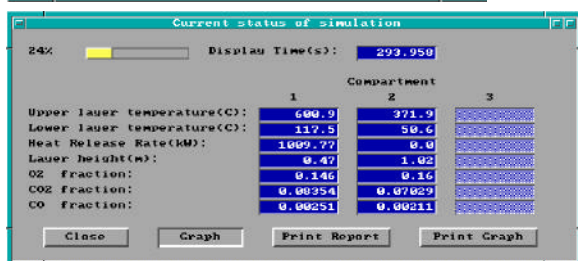 Current status of simulation
24% Display Time(s): 293.950
Compartment
1 2 3
Upper layer temperature(C): 600.9 371.9
Lower layer temperature(C): 117.5 50.6
Heat Release Rate(kW): 1009.77 0.0
Layer height(m): 0.47 1.02
O2 fraction: 0.146 0.16
CO2 fraction: 0.08354 0.07029
CO fraction: 0.00251 0.00211
Close Graph Print Report Print Graph